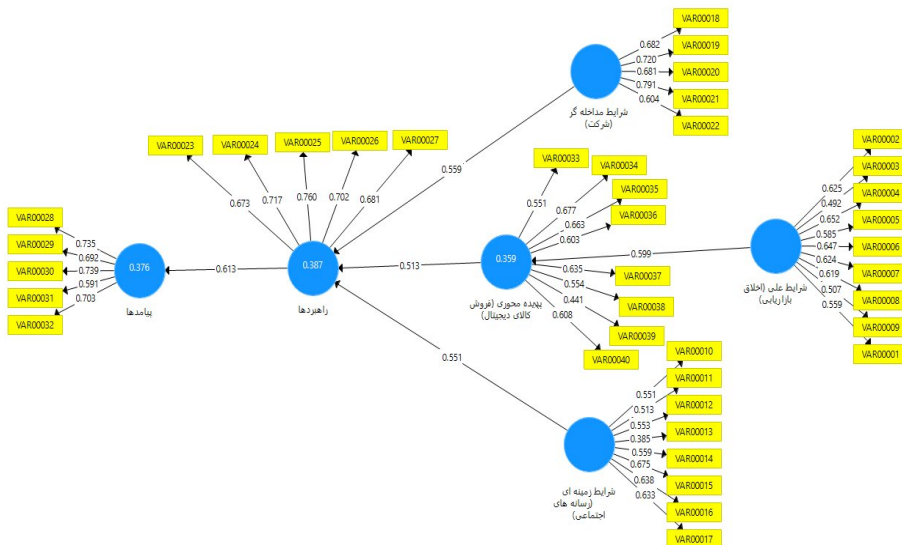 VAR00018
0.682
VAR00019
0.720
VAR00020
0.681
VAR00021
0.791
VAR00022
0.604
شرایط مداخله گر
(شرکت)
0.559
VAR00023
VAR00024
VAR00025
VAR00026
VAR00027
0.673
0.717
0.760
0.702
0.681
0.387
راهبردها
VAR00033
VAR00034
VAR00035
VAR00036
0.551
0.677
0.663
0.603
0.359
0.513
پدیده محوری (فروش
کالای دیجیتال)
0.635
VAR00037
0.554
VAR00038
0.441
VAR00039
0.608
VAR00040
0.599
VAR00002
VAR00003
VAR00004
VAR00005
VAR00006
VAR00007
VAR00008
VAR00009
VAR00001
0.625
0.492
0.652
0.585
0.647
0.624
0.619
0.507
0.559
شرایط علی (اخلاق
بازاریابی)
VAR00028
VAR00029
VAR00030
VAR00031
VAR00032
0.735
0.692
0.739
0.591
0.703
0.376
پیامدها
0.613
0.551
VAR00010
VAR00011
VAR00012
VAR00013
VAR00014
VAR00015
VAR00016
VAR00017
0.551
0.513
0.553
0.385
0.559
0.675
0.638
0.633
شرایط زمینه ای
(رسانه های
اجتماعی)